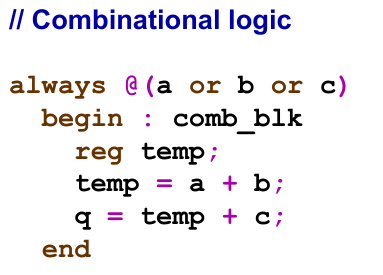 // Combinational logic
always @(a or b or c)
begin : comb_blk
reg temp;
temp = a + b;
q = temp + c;
end